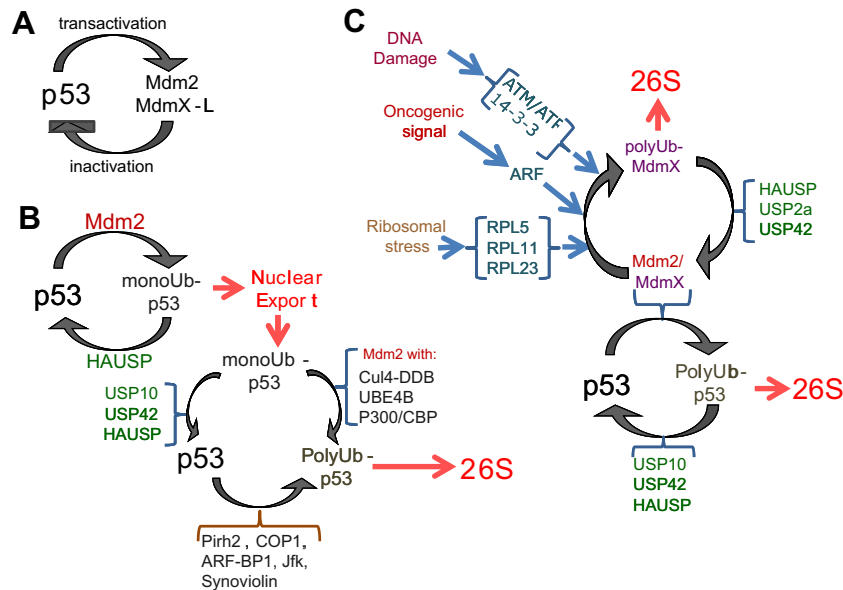 A
transactivation
p53
Mdm2
MdmX-L
inactivation
B
Mdm2
p53
monoUb-
p53
HAUSP
Nuclear
Export
monoUb -
p53
Mdm2 with:
Cul4-DDB
UBE4B
P300/CBP
USP10
USP42
HAUSP
p53
PolyUb -
p53
26S
Pirh2 , COP1,
ARF-BP1, Jfk,
Synoviolin
C
DNA
Damage
ATM/ATF
14-3-3
Oncogenic
signal
ARF
Ribosomal
stress
RPL5
RPL11
RPL23
26S
polyUb-
MdmX
HAUSP
USP2a
USP42
Mdm2/
MdmX
p53
PolyUb-
p53
26S
USP10
USP42
HAUSP